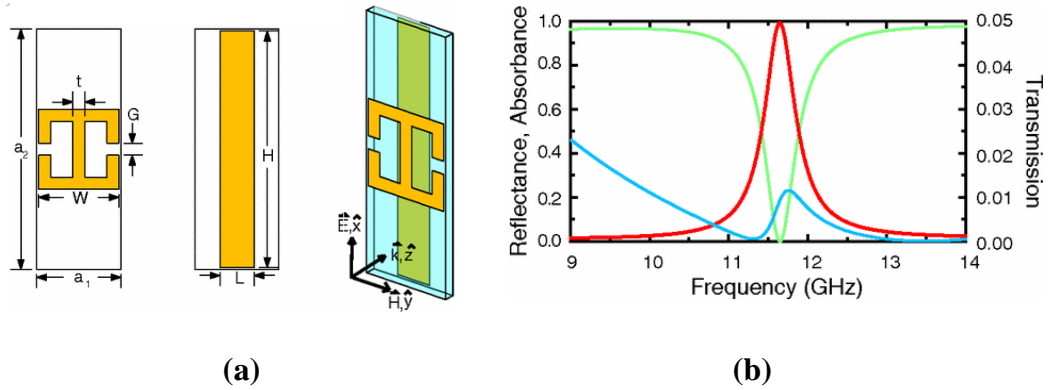 t
G
a2
W
a1
H
L
E,x
k,z
H,y
(a)
Reflectance, Absorbance
1.0
0.8
0.6
0.4
0.2
0.0
0.05
0.04
0.03
0.02
0.01
0.00
Transmission
9 10 11 12 13 14
Frequency (GHz)
(b)